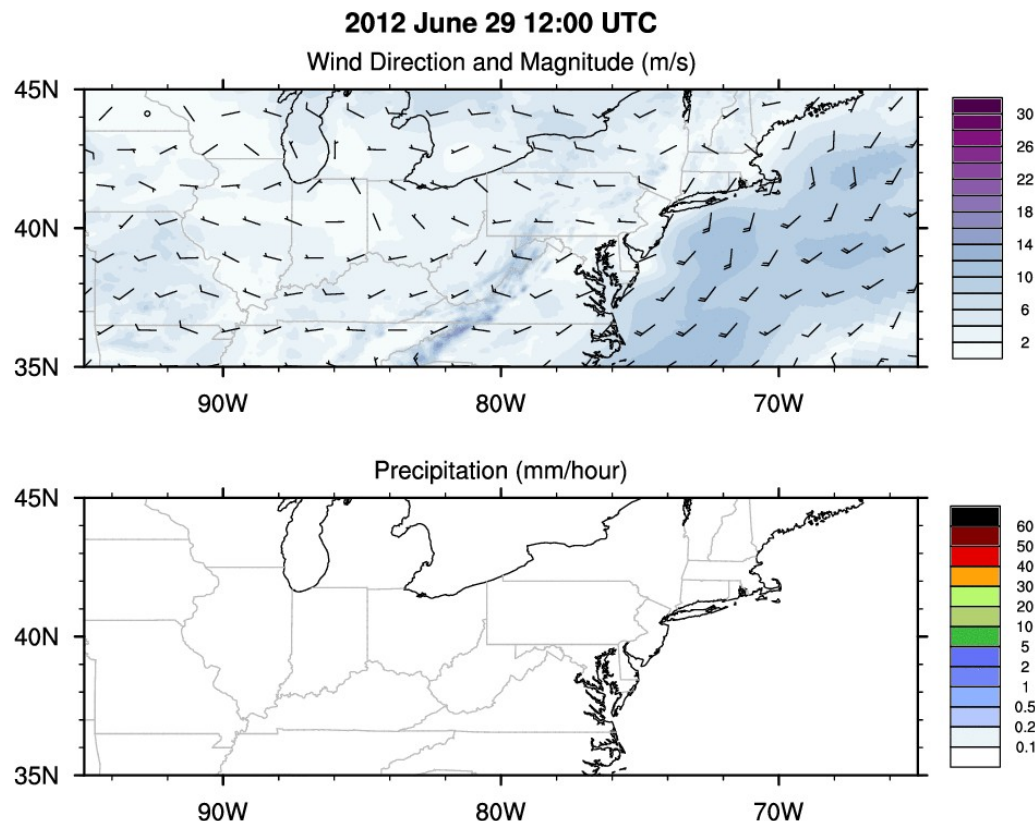 2012 June 29 12:00 UTC
Wind Direction and Magnitude (m/s)
45N
40N
35N
90W 80W 70W
30
26
22
18
14
10
6
2
Precipitation (mm/hour)
45N
40N
35N
90W 80W 70W
60
50
40
30
20
10
5
2
1
0.5
0.2
0.1